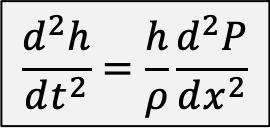 d²h/dt² = h/ρ d²P/dx²